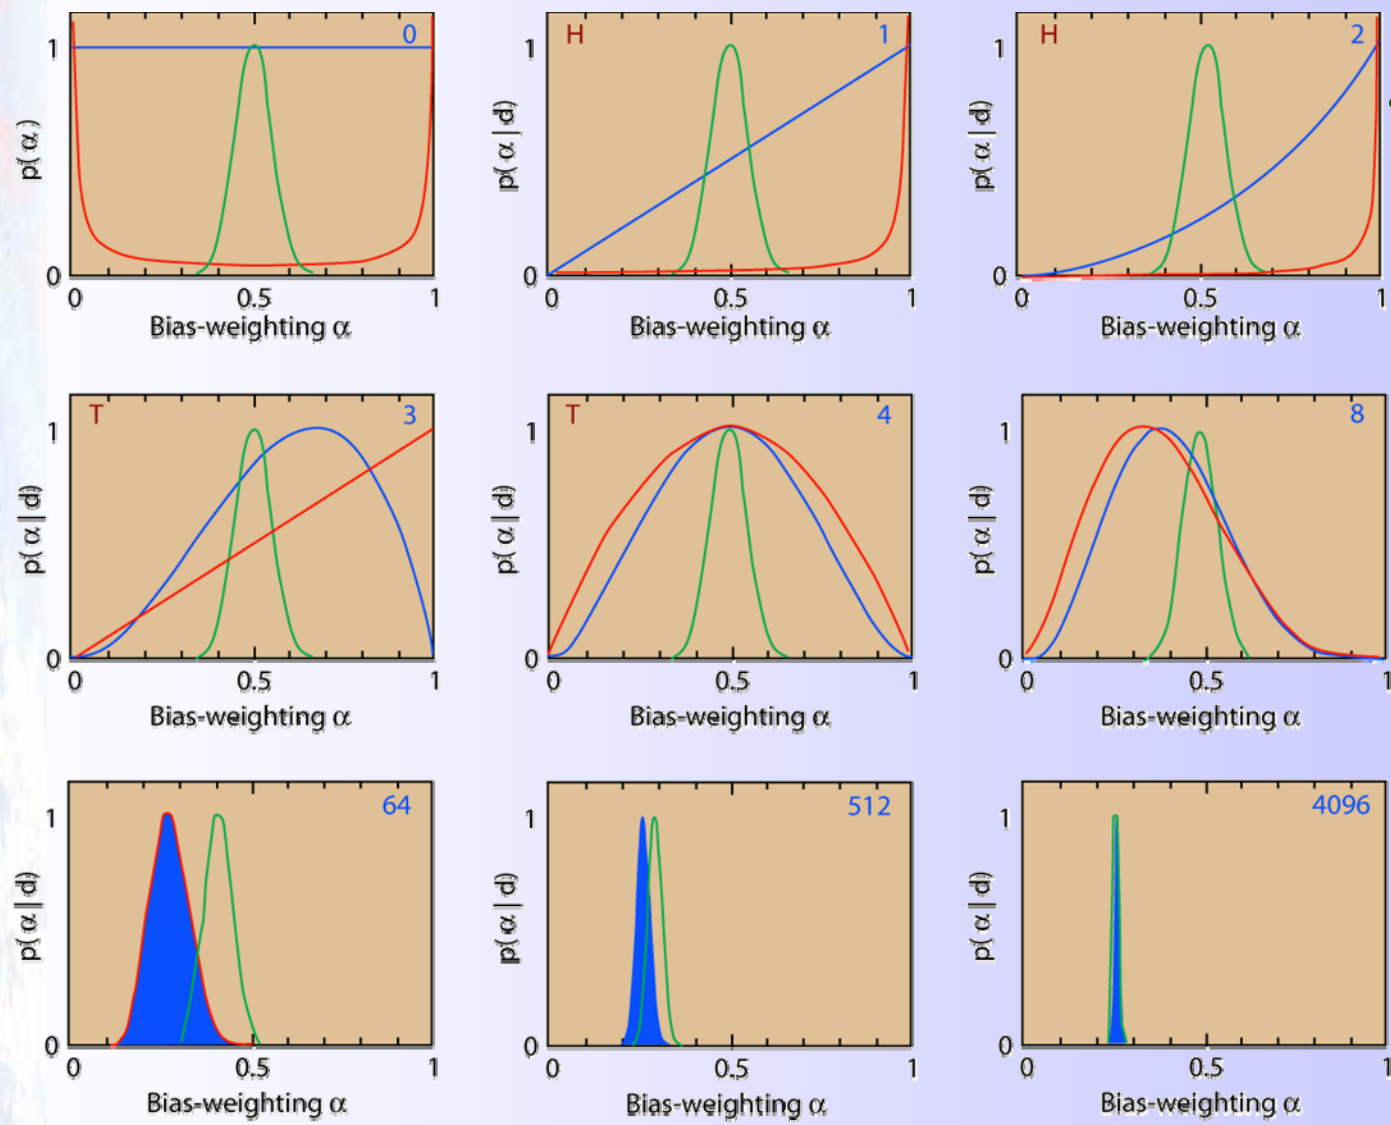 1 0
p( α )
0
0 0.5 1
Bias-weighting α
H 1
1
p( α | d)
0
0 0.5 1
Bias-weighting α
H 2
1
p( α | d)
0
0 0.5 1
Bias-weighting α
T 3
1
p( α | d)
0
0 0.5 1
Bias-weighting α
T 4
1
p( α | d)
0
0 0.5 1
Bias-weighting α
8
1
p( α | d)
0
0 0.5 1
Bias-weighting α
64
1
p( α | d)
0
0 0.5 1
Bias-weighting α
512
1
p( α | d)
0
0 0.5 1
Bias-weighting α
4096
1
p( α | d)
0
0 0.5 1
Bias-weighting α